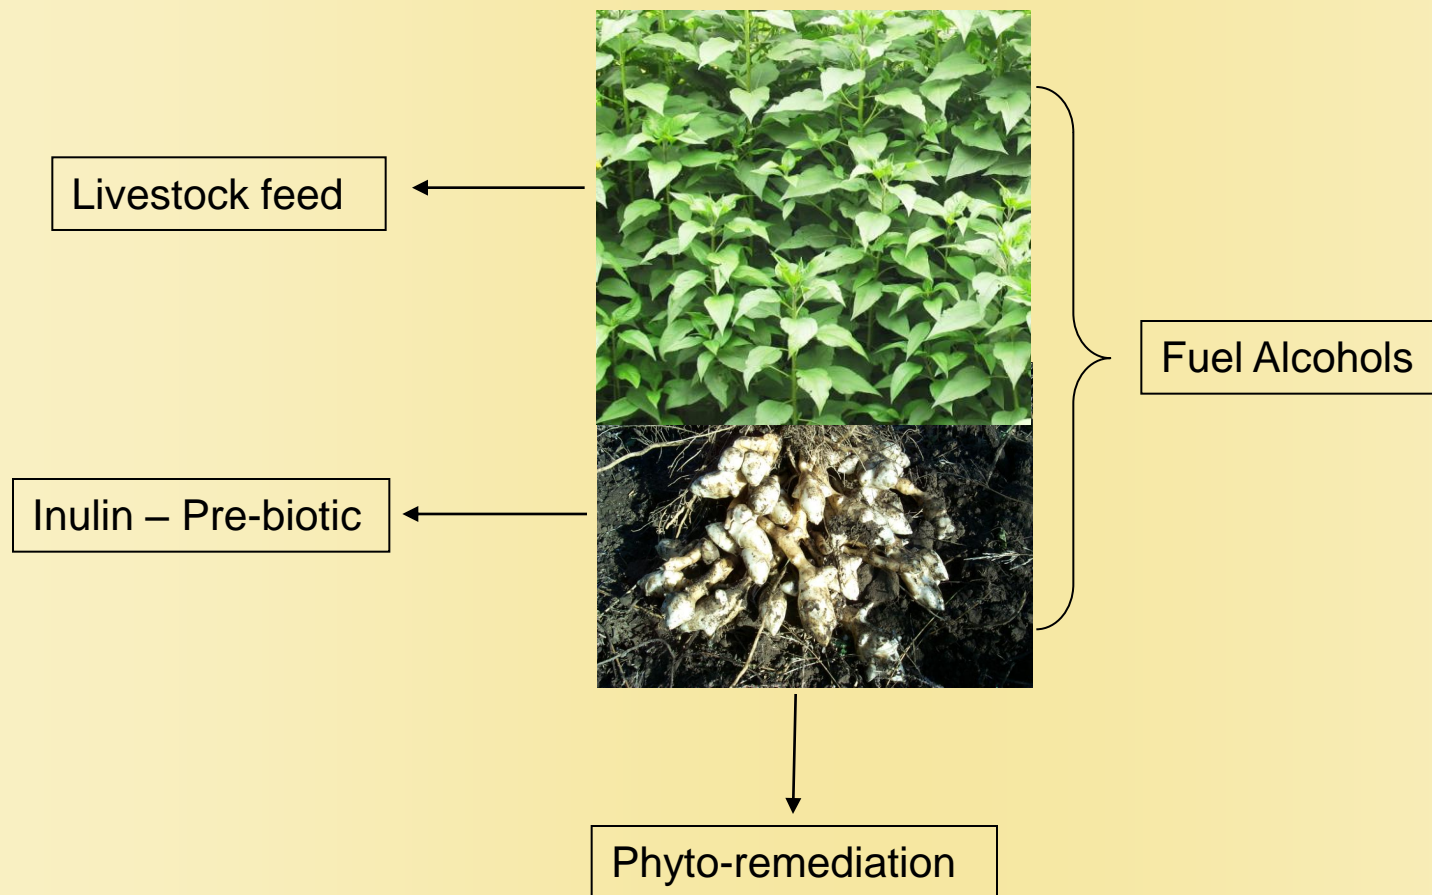 Livestock feed
Fuel Alcohols
Inulin – Pre-biotic
Phyto-remediation